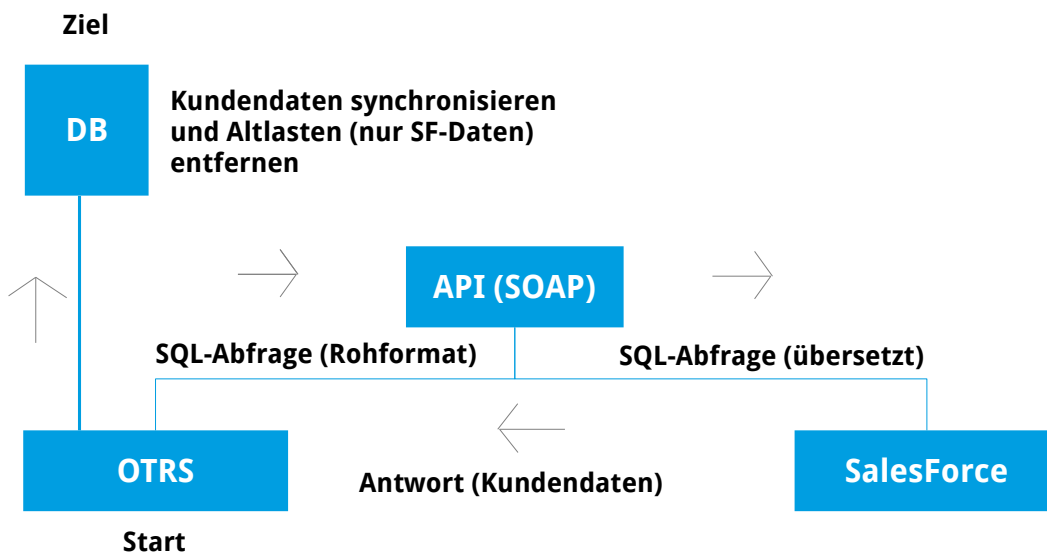 Ziel
DB
Kundendaten synchronisieren
und Altlasten (nur SF-Daten)
entfernen
API (SOAP)
SQL-Abfrage (Rohformat)
SQL-Abfrage (übersetzt)
OTRS
Antwort (Kundendaten)
SalesForce
Start